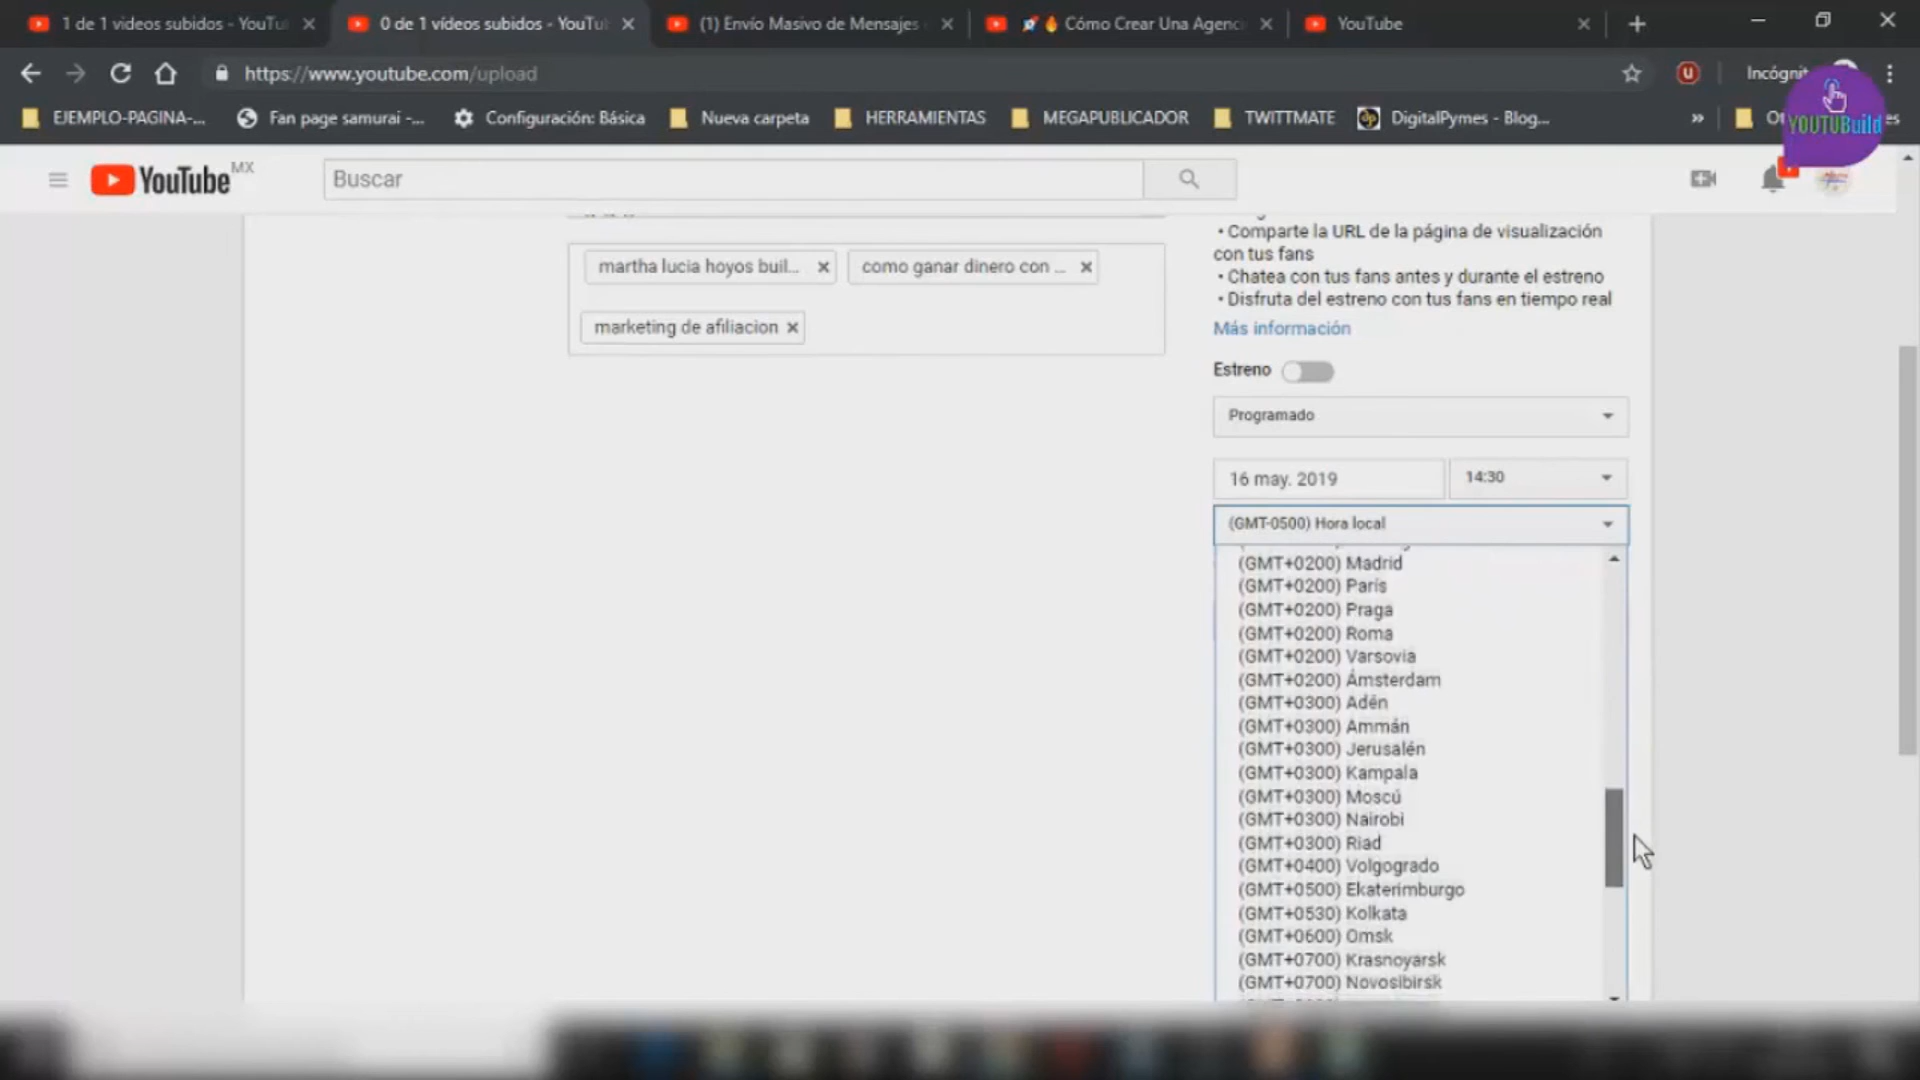 1 de 1 videos subidos - YouTu
0 de 1 vídeos subidos - YouTu
(1) Envío Masivo de Mensajes
Cómo Crear Una Agenc
YouTube
https://www.youtube.com/upload
Incógnit
EJEMPLO-PAGINA-...
Fan page samurai -...
Configuración: Básica
Nueva carpeta
HERRAMIENTAS
MEGAPUBLICADOR
TWITTMATE
DigitalPymes - Blog...
»
YOUTUBuild
YouTube MX
Buscar
martha lucia hoyos buil...
como ganar dinero con ...
marketing de afiliacion
• Comparte la URL de la página de visualización
con tus fans
• Chatea con tus fans antes y durante el estreno
• Disfruta del estreno con tus fans en tiempo real
Más información
Estreno
Programado
16 may. 2019
14:30
(GMT-0500) Hora local
(GMT+0200) Madrid
(GMT+0200) París
(GMT+0200) Praga
(GMT+0200) Roma
(GMT+0200) Varsovia
(GMT+0200) Ámsterdam
(GMT+0300) Adén
(GMT+0300) Ammán
(GMT+0300) Jerusalén
(GMT+0300) Kampala
(GMT+0300) Moscú
(GMT+0300) Nairobi
(GMT+0300) Riad
(GMT+0400) Volgogrado
(GMT+0500) Ekaterimburgo
(GMT+0530) Kolkata
(GMT+0600) Omsk
(GMT+0700) Krasnoyarsk
(GMT+0700) Novosibirsk